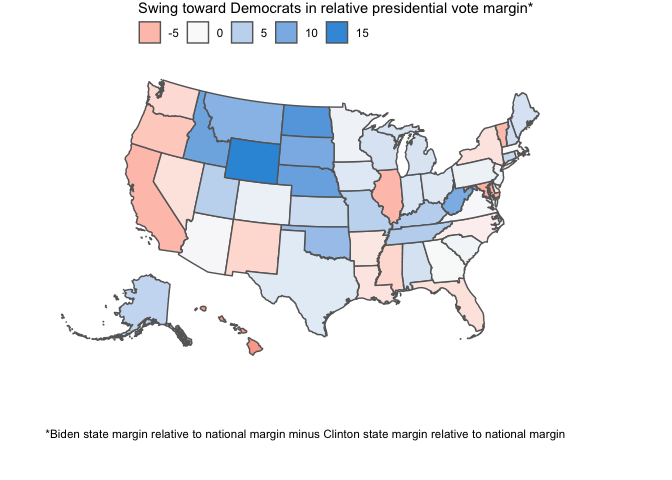 Swing toward Democrats in relative presidential vote margin*
-5 0 5 10 15
*Biden state margin relative to national margin minus Clinton state margin relative to national margin